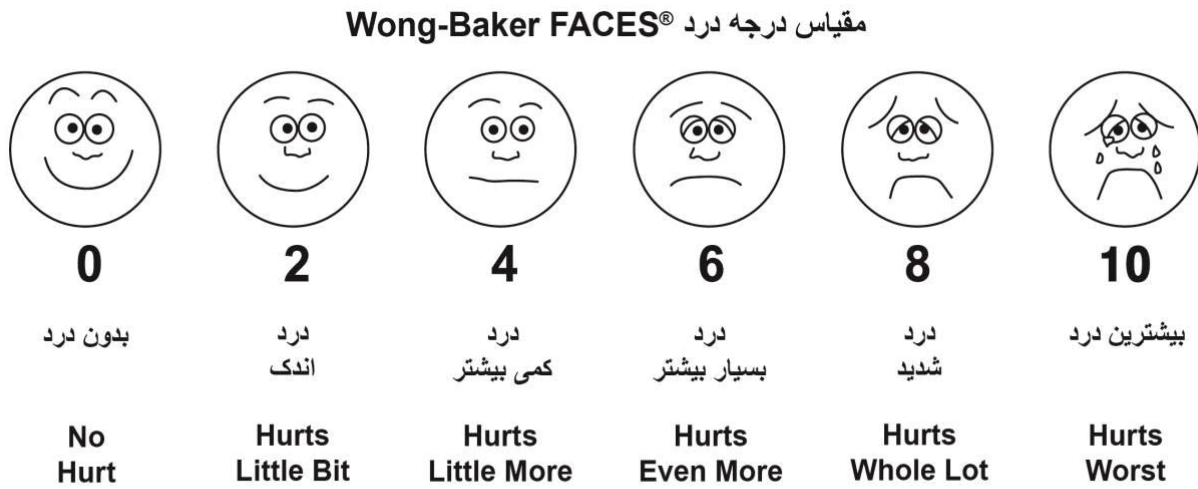 مقیاس درجه درد Wong-Baker FACES®
0 2 4 6 8 10
بدون درد
درد
اندک
درد
کمی بیشتر
درد
بسیار بیشتر
درد
شدید
بیشترین درد
No
Hurt
Hurts
Little Bit
Hurts
Little More
Hurts
Even More
Hurts
Whole Lot
Hurts
Worst